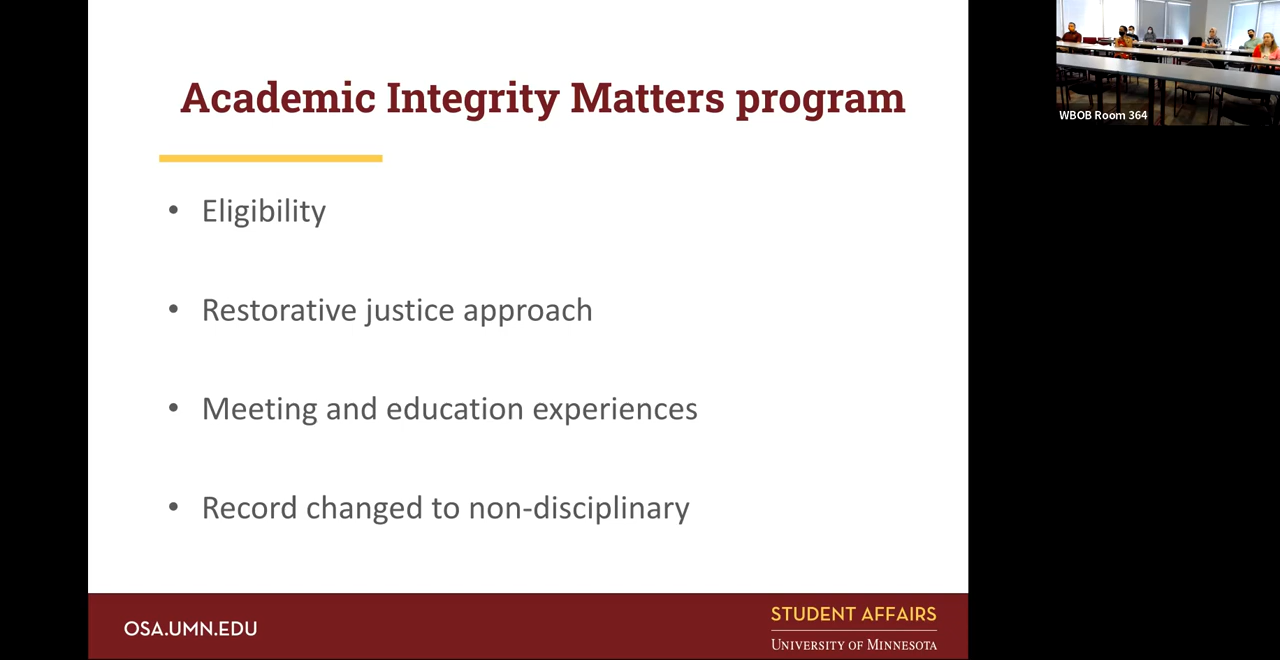 Academic Integrity Matters program
• Eligibility
• Restorative justice approach
• Meeting and education experiences
• Record changed to non-disciplinary
OSA.UMN.EDU
STUDENT AFFAIRS
UNIVERSITY OF MINNESOTA
WBOB Room 364